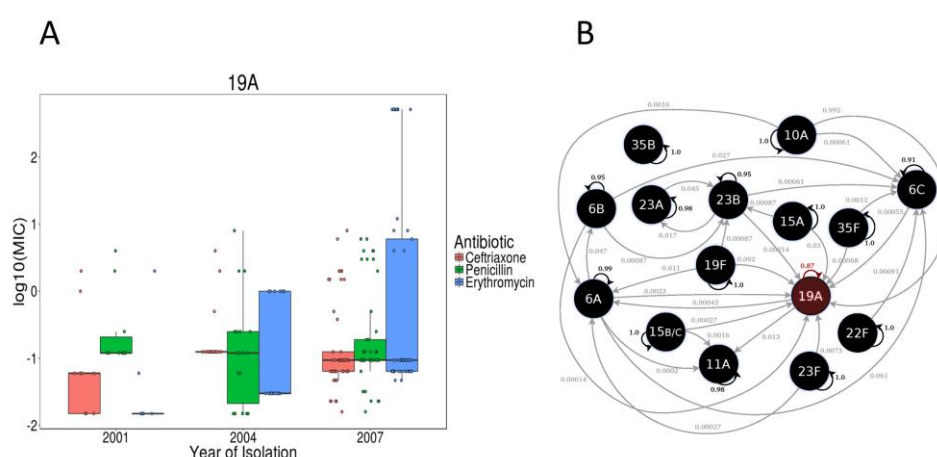 A
B
19A
log10(MIC)
2
1
0
-1
-2
2001
2004
2007
Year of Isolation
Antibiotic
Ceftriaxone
Penicillin
Erythromycin
0.0016
0.992
10A
1.0
0.00061
35B
1.0
0.027
0.91
6C
0.95
6B
0.043
23A
0.98
0.95
23B
0.00061
0.00087
1.0
15A
0.0012
35F
1.0
0.00055
0.017
0.047
0.00087
0.00087
0.00014
0.03
0.00068
19F
0.092
1.0
0.011
0.87
19A
0.00091
0.99
6A
0.0023
0.00043
0.00027
15B/C
1.0
0.0016
0.013
22F
1.0
11A
0.98
0.0002
0.0073
23F
1.0
0.061
0.00014
0.00027